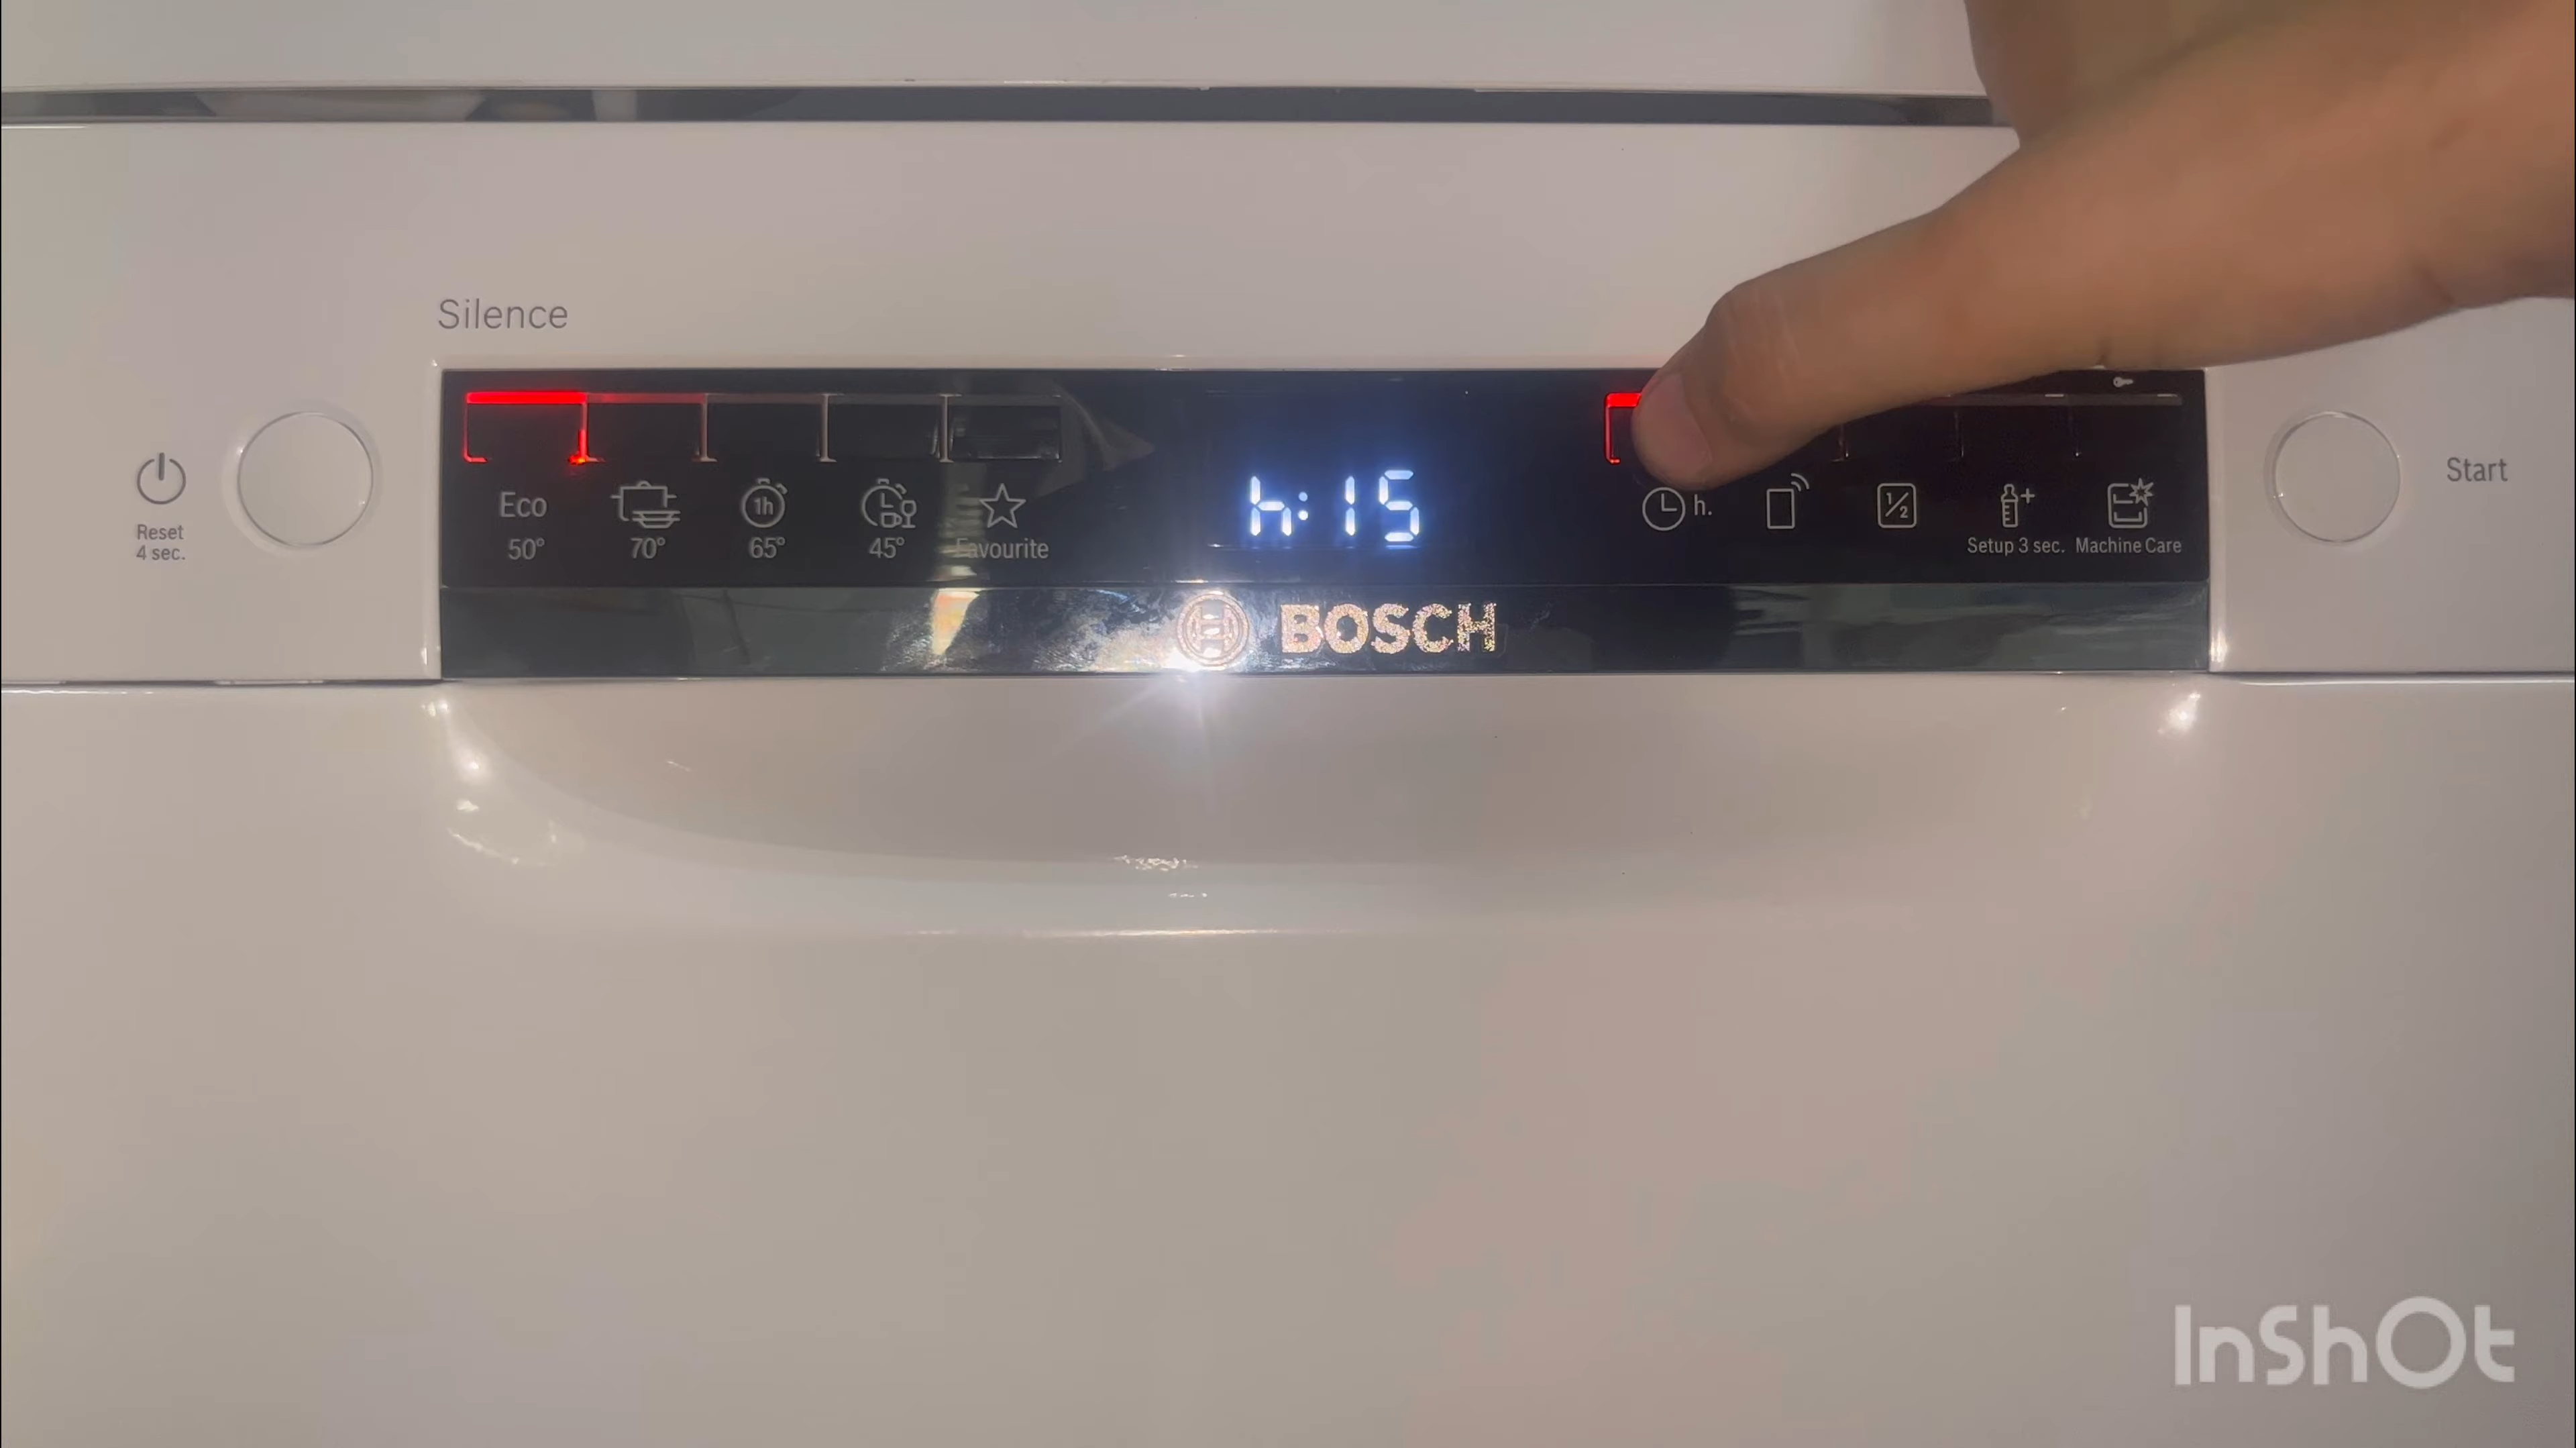 Silence
Reset
4 sec.
Eco
50°
70°
1h
65°
45°
Favourite
h:15
h.
1/2
Setup 3 sec.
Machine Care
Start
BOSCH
InShOt